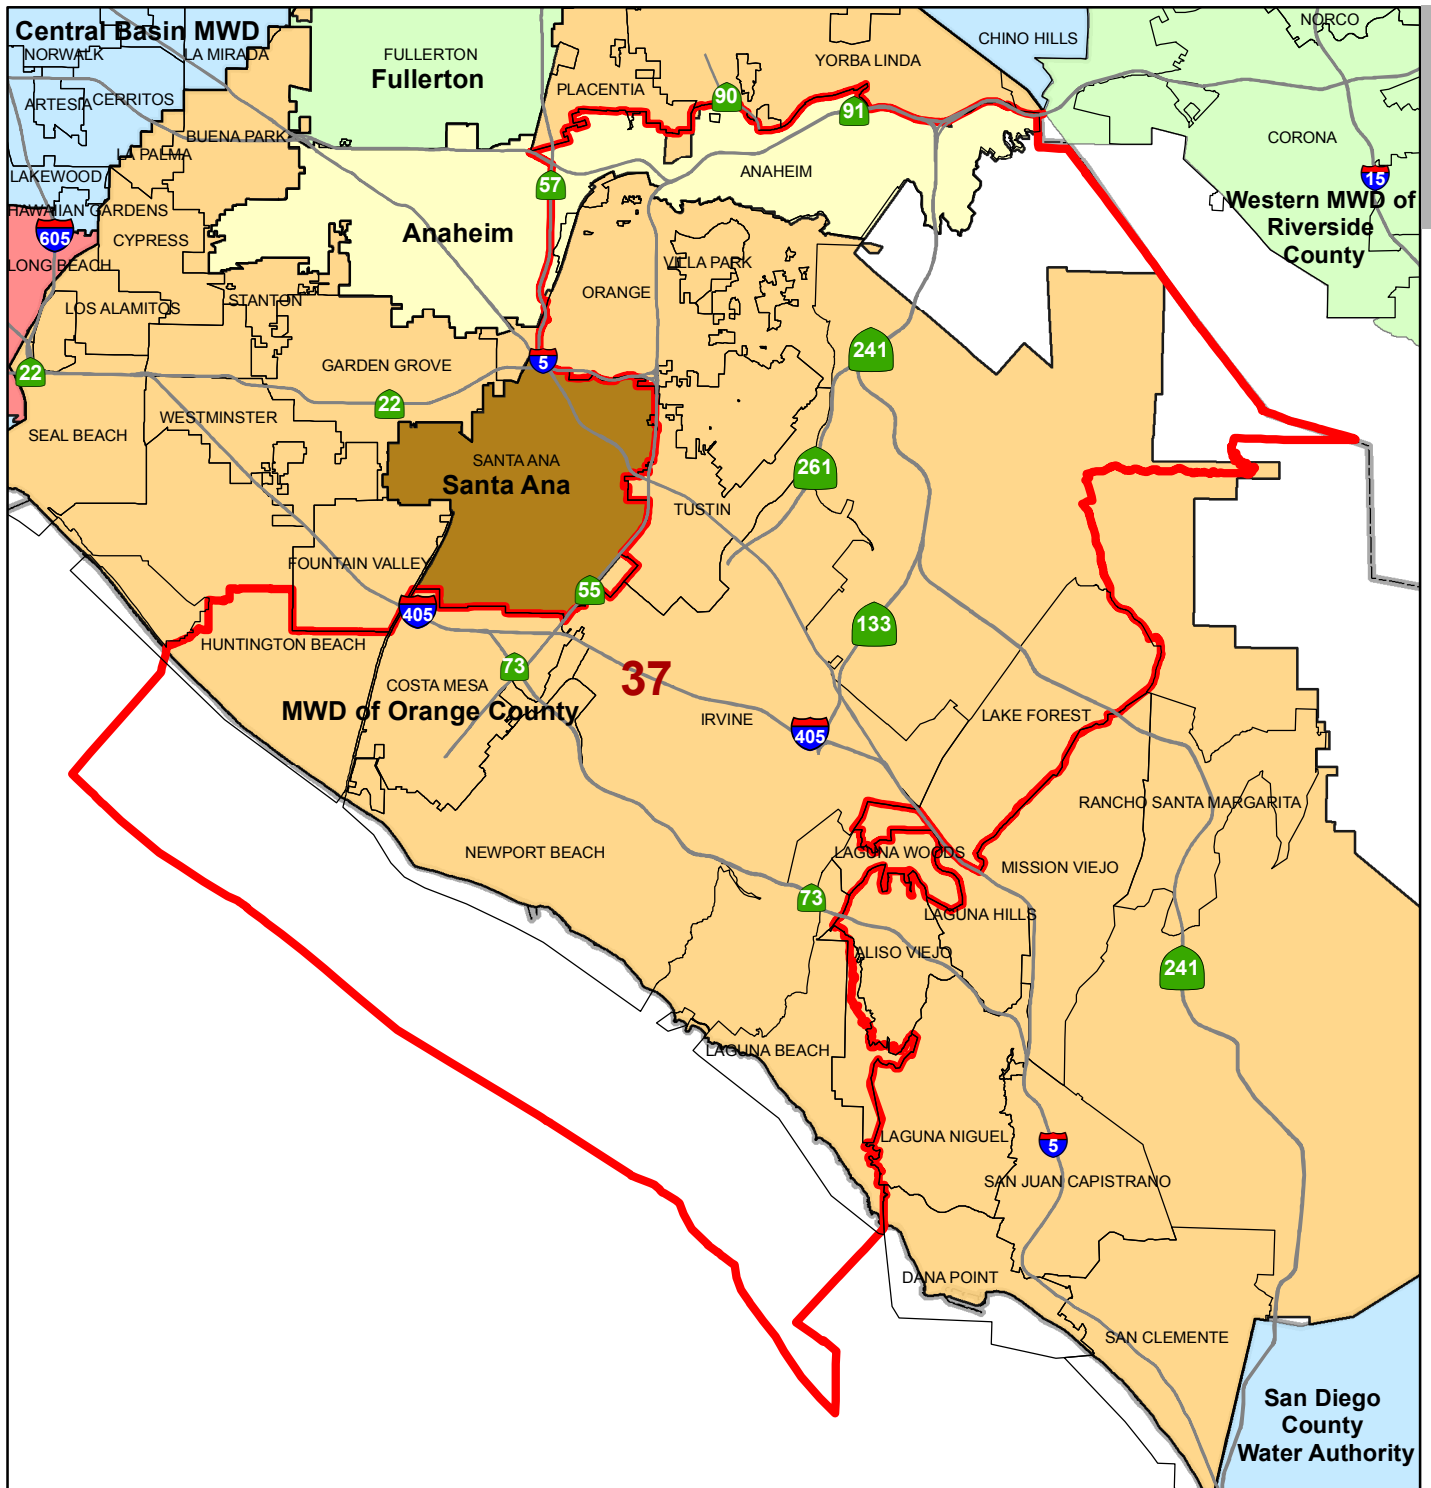 Central Basin MWD
NORWALK
LA MIRADA
FULLERTON
Fullerton
CHINO HILLS
NORCO
YORBA LINDA
PLACENTIA
90
91
ARTESIA
CERRITOS
BUENA PARK
LA PALMA
LAKEWOOD
CORONA
15
ANAHEIM
57
HAWAIIAN GARDENS
605
CYPRESS
Anaheim
Western MWD of
Riverside
County
LONG BEACH
VILLA PARK
LOS ALAMITOS
STANTON
ORANGE
22
GARDEN GROVE
5
241
22
WESTMINSTER
SEAL BEACH
SANTA ANA
Santa Ana
261
TUSTIN
FOUNTAIN VALLEY
55
405
133
HUNTINGTON BEACH
73
37
COSTA MESA
MWD of Orange County
IRVINE
405
LAKE FOREST
RANCHO SANTA MARGARITA
NEWPORT BEACH
LAGUNA WOODS
MISSION VIEJO
73
LAGUNA HILLS
ALISO VIEJO
241
LAGUNA BEACH
LAGUNA NIGUEL
5
SAN JUAN CAPISTRANO
DANA POINT
SAN CLEMENTE
San Diego
County
Water Authority